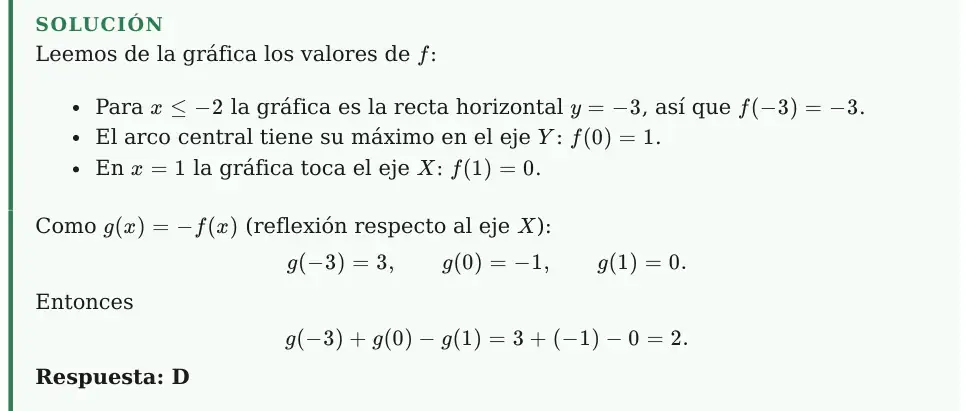 SOLUCIÓN
Leemos de la gráfica los valores de f:
• Para x ≤ −2 la gráfica es la recta horizontal y = −3, así que f(−3) = −3.
• El arco central tiene su máximo en el eje Y: f(0) = 1.
• En x = 1 la gráfica toca el eje X: f(1) = 0.
Como g(x) = −f(x) (reflexión respecto al eje X):
g(−3) = 3, g(0) = −1, g(1) = 0.
Entonces
g(−3) + g(0) − g(1) = 3 + (−1) − 0 = 2.
Respuesta: D